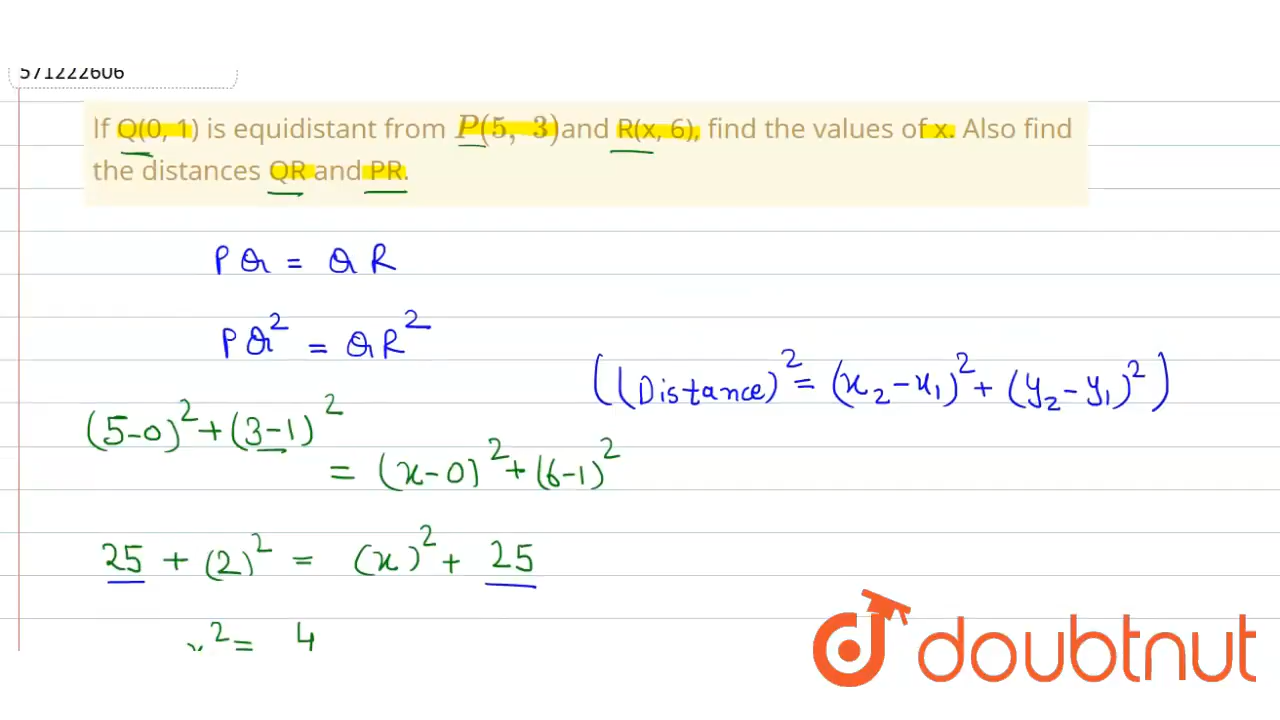 571222606
If Q(0, 1) is equidistant from P(5, 3)and R(x, 6), find the values of x. Also find
the distances QR and PR.
PQ = QR
PQ² = QR²
((Distance)² = (x₂-x₁)² + (y₂-y₁)²)
(5-0)² + (3-1)²
= (x-0)² + (6-1)²
25 + (2)² = (x)² + 25
x² = 4
doubtnut